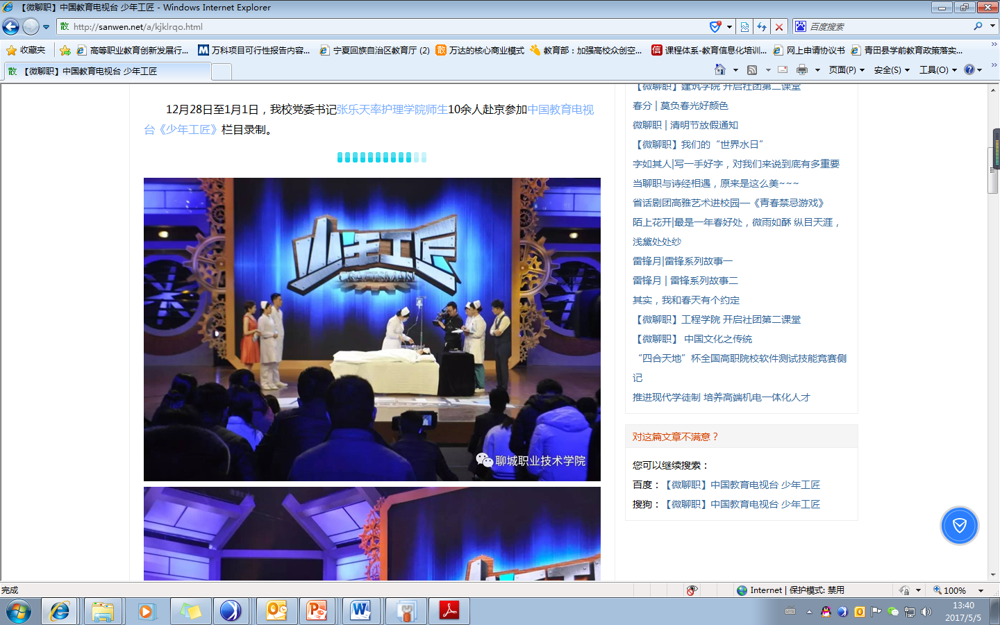 【微聊职】中国教育电视台 少年工匠 - Windows Internet Explorer
散 http://sanwen.net/a/kjklrqo.html
百度搜索
收藏夹
高等职业教育创新发展行...
万科项目可行性报告内容...
宁夏回族自治区教育厅 (2)
散 万达的核心商业模式
教育部：加强高校众创空...
信 课程体系-教育信息化培训...
网上申请协议书
青田县学前教育政策落实...
散 【微聊职】中国教育电视台 少年工匠
页面(P)
安全(S)
工具(O)
12月28日至1月1日，我校党委书记张乐天率护理学院师生10余人赴京参加中国教育电视
台《少年工匠》栏目录制。
少年工匠
CRAFTSMAN
聊城职业技术学院
【微聊职】建筑学院 开启社团第二课堂
春分 | 莫负春光好颜色
微聊职 | 清明节放假通知
【微聊职】我们的“世界水日”
字如其人|写一手好字，对我们来说到底有多重要
当聊职与诗经相遇，原来是这么美~~~
省话剧团高雅艺术进校园—《青春禁忌游戏》
陌上花开|最是一年春好处，微雨如酥 纵目天涯，
浅黛处处纱
雷锋月|雷锋系列故事一
雷锋月 | 雷锋系列故事二
其实，我和春天有个约定
【微聊职】工程学院 开启社团第二课堂
【微聊职】 中国文化之传统
“四合天地”杯全国高职院校软件测试技能竞赛侧
记
推进现代学徒制 培养高端机电一体化人才
对这篇文章不满意？
您可以继续搜索：
百度：【微聊职】中国教育电视台 少年工匠
搜狗：【微聊职】中国教育电视台 少年工匠
完成
Internet | 保护模式: 禁用
100%
13:40
2017/5/5